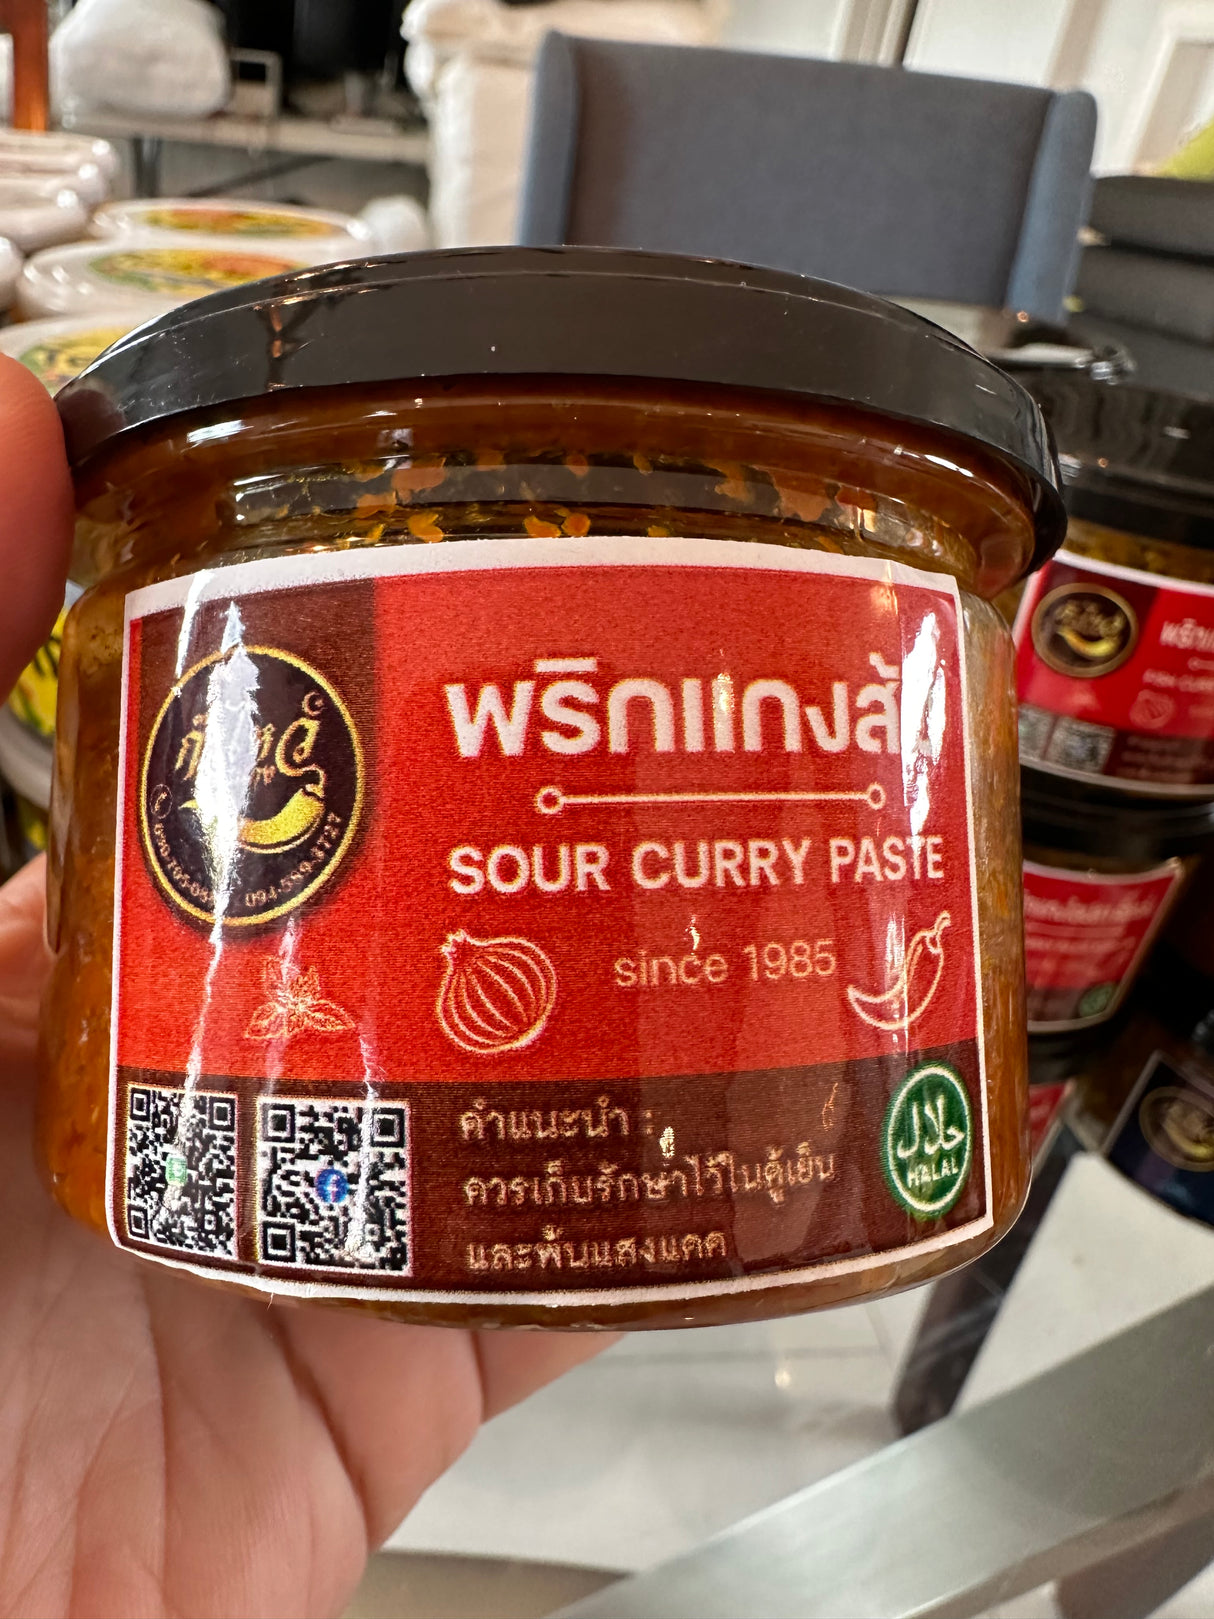 พริกแกงส้
SOUR CURRY PASTE
since 1985
คำแนะนำ :
ควรเก็บรักษาไว้ในตู้เย็น
และพ้นแสงแดด
حلال
HALAL